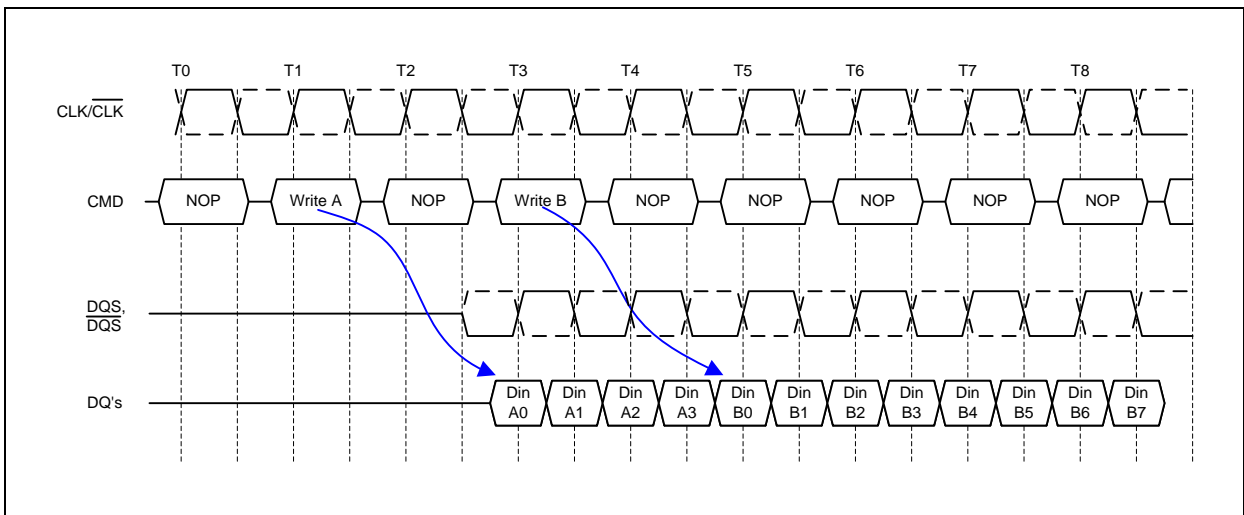 T0 T1 T2 T3 T4 T5 T6 T7 T8
CLK/CLK
CMD NOP Write A NOP Write B NOP NOP NOP NOP NOP
DQS,
DQS
DQ's
Din Din Din Din Din Din Din Din Din Din Din Din
A0 A1 A2 A3 B0 B1 B2 B3 B4 B5 B6 B7